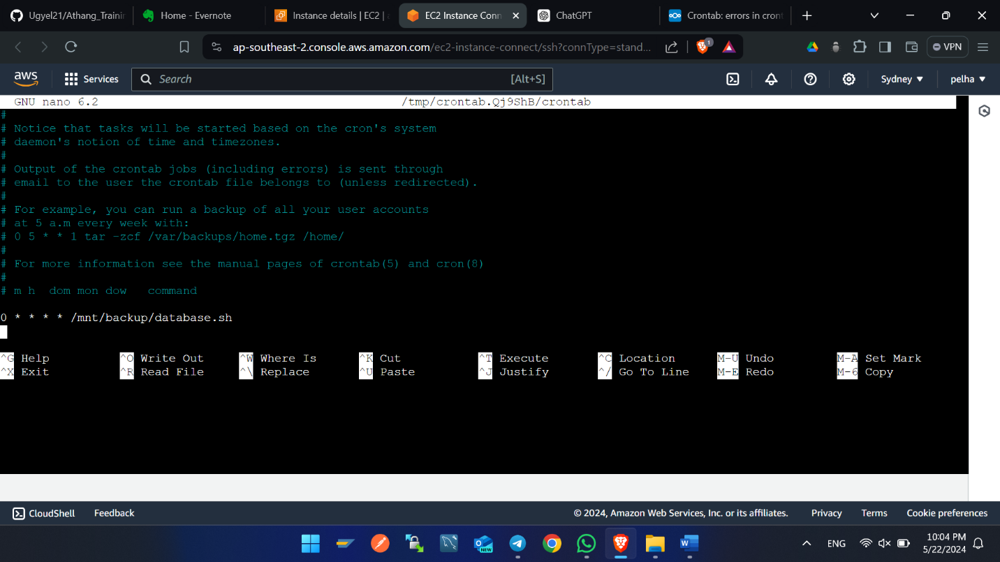 Ugyel21/Athang_Trainin
Home - Evernote
Instance details | EC2 |
EC2 Instance Conn
ChatGPT
Crontab: errors in cront
ap-southeast-2.console.aws.amazon.com/ec2-instance-connect/ssh?connType=stand...
1
VPN
aws
Services
Search
[Alt+S]
Sydney ▼
pelha ▼
GNU nano 6.2 /tmp/crontab.Qj9ShB/crontab
#
# Notice that tasks will be started based on the cron's system
# daemon's notion of time and timezones.
#
# Output of the crontab jobs (including errors) is sent through
# email to the user the crontab file belongs to (unless redirected).
#
# For example, you can run a backup of all your user accounts
# at 5 a.m every week with:
# 0 5 * * 1 tar -zcf /var/backups/home.tgz /home/
#
# For more information see the manual pages of crontab(5) and cron(8)
#
# m h  dom mon dow   command
0 * * * * /mnt/backup/database.sh
^G Help ^O Write Out ^W Where Is ^K Cut ^T Execute ^C Location M-U Undo M-A Set Mark
^X Exit ^R Read File ^\ Replace ^U Paste ^J Justify ^/ Go To Line M-E Redo M-6 Copy
CloudShell
Feedback
© 2024, Amazon Web Services, Inc. or its affiliates.
Privacy
Terms
Cookie preferences
NEW
W
ENG
10:04 PM
5/22/2024